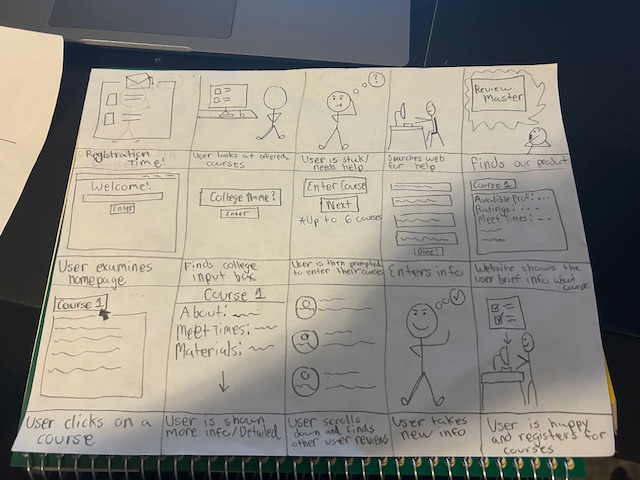 Registration Time!
User looks at offered courses
User is stuck/ needs help
Searches web for help
Review Master
Finds our product
Welcome!
Enter
User examines homepage
College Name?
Enter
Finds college input box
Enter Course
Next
*Up to 6 courses
User is then prompted to enter their course
Enters info
Course 1
Available Prof:
Ratings:
Meet Times:
Website shows the user brief info about course
Course 1
User clicks on a course
Course 1
About:
Meet Times:
Materials:
User is shown more info/Detailed
User scrolls down and finds other user reviews
User takes new info
User is happy and registers for courses